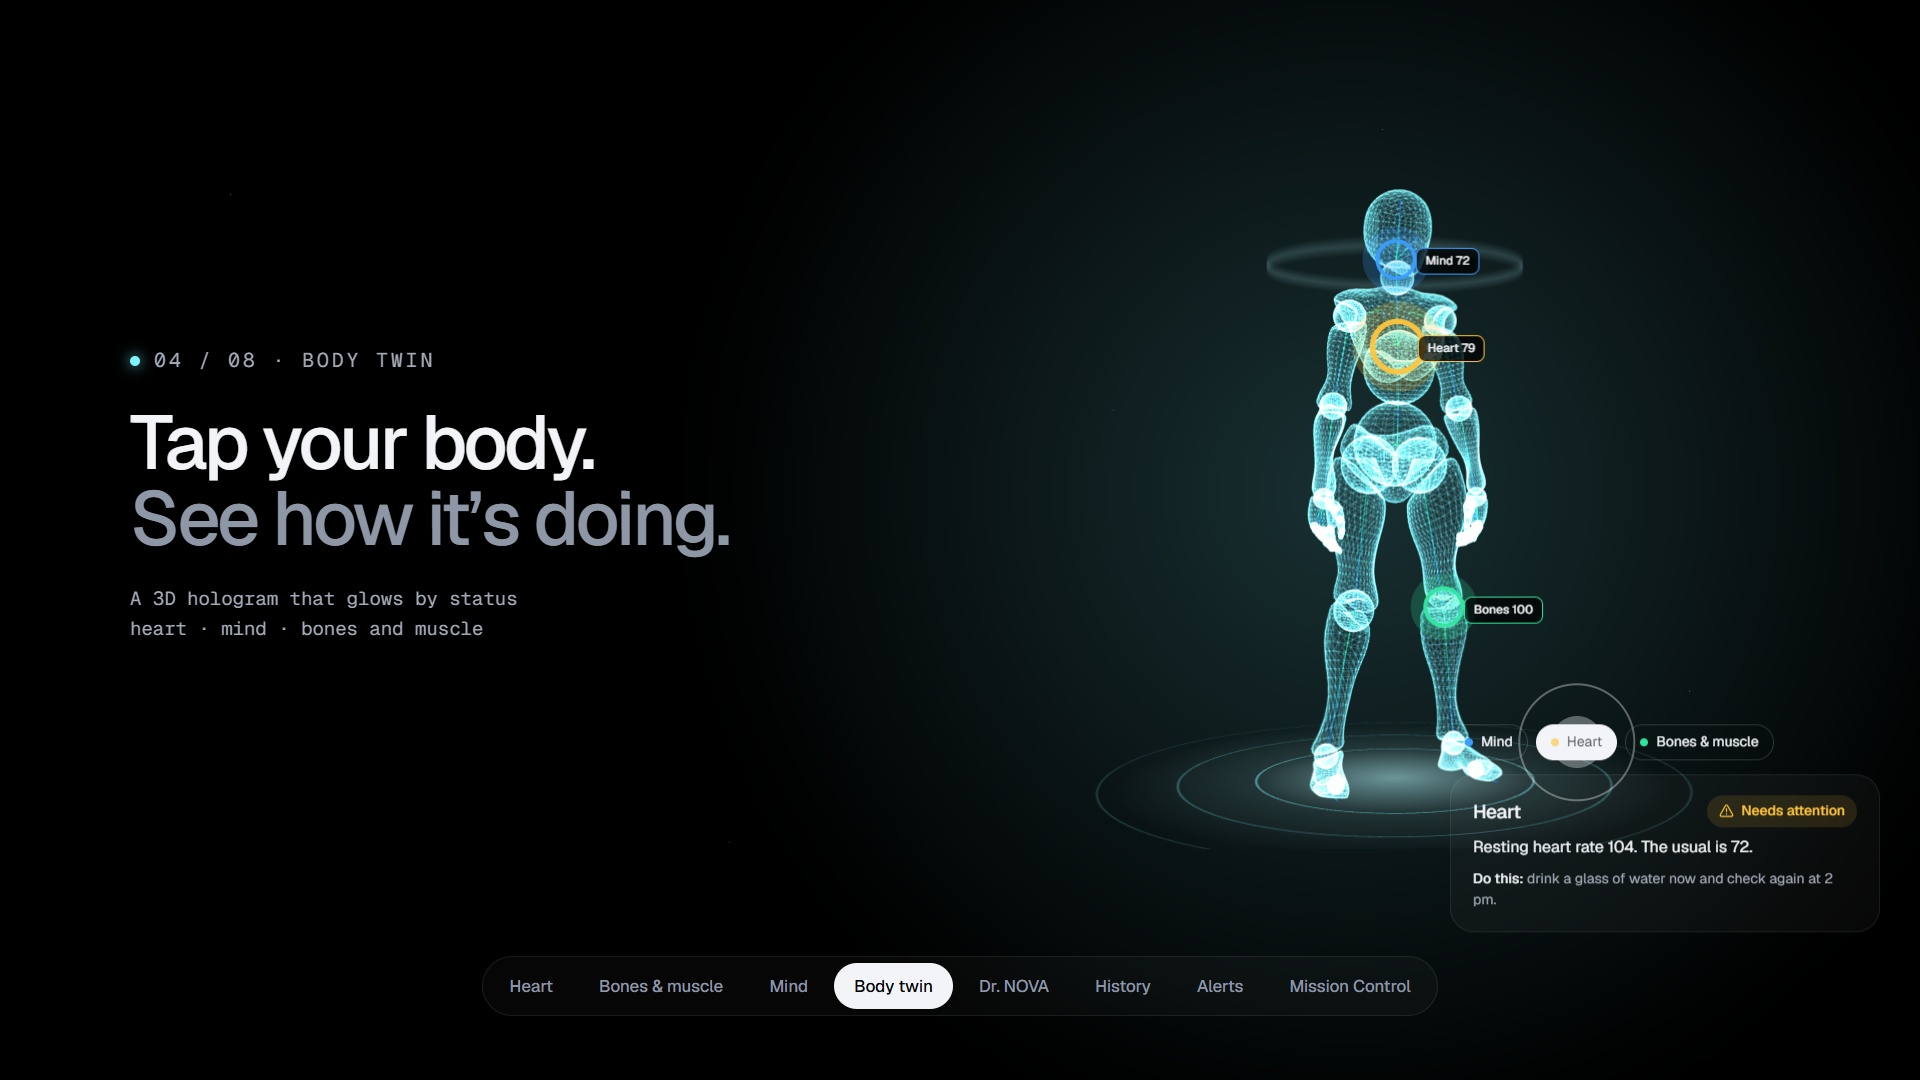 04 / 08 · BODY TWIN
Tap your body.
See how it’s doing.
A 3D hologram that glows by status
heart · mind · bones and muscle
Mind 72
Heart 79
Bones 100
Mind
Heart
Bones & muscle
Heart
Needs attention
Resting heart rate 104. The usual is 72.
Do this: drink a glass of water now and check again at 2
pm.
Heart
Bones & muscle
Mind
Body twin
Dr. NOVA
History
Alerts
Mission Control